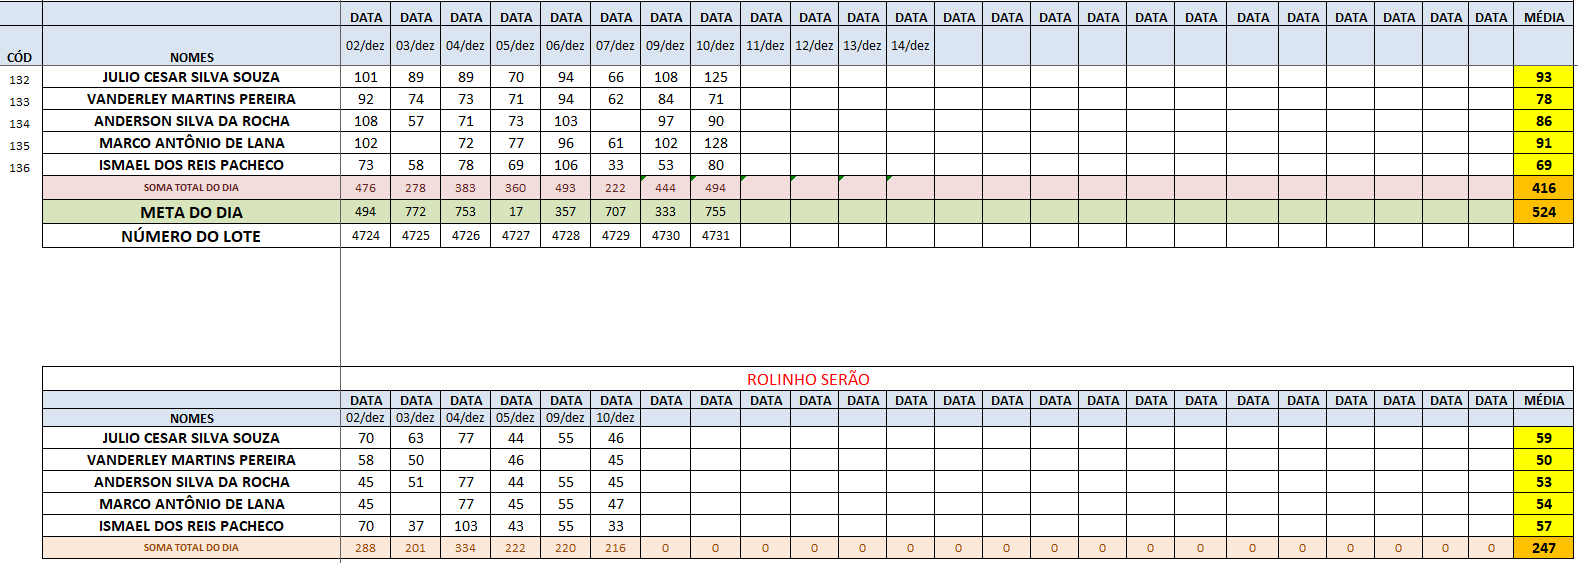 DATA DATA DATA DATA DATA DATA DATA DATA DATA DATA DATA DATA DATA DATA DATA DATA DATA DATA DATA DATA DATA DATA DATA DATA MÉDIA
CÓD NOMES 02/dez 03/dez 04/dez 05/dez 06/dez 07/dez 09/dez 10/dez 11/dez 12/dez 13/dez 14/dez
132 JULIO CESAR SILVA SOUZA 101 89 89 70 94 66 108 125 93
133 VANDERLEY MARTINS PEREIRA 92 74 73 71 94 62 84 71 78
134 ANDERSON SILVA DA ROCHA 108 57 71 73 103 97 90 86
135 MARCO ANTÔNIO DE LANA 102 72 77 96 61 102 128 91
136 ISMAEL DOS REIS PACHECO 73 58 78 69 106 33 53 80 69
SOMA TOTAL DO DIA 476 278 383 360 493 222 444 494 416
META DO DIA 494 772 753 17 357 707 333 755 524
NÚMERO DO LOTE 4724 4725 4726 4727 4728 4729 4730 4731
ROLINHO SERÃO
DATA DATA DATA DATA DATA DATA DATA DATA DATA DATA DATA DATA DATA DATA DATA DATA DATA DATA DATA DATA DATA DATA DATA DATA MÉDIA
NOMES 02/dez 03/dez 04/dez 05/dez 09/dez 10/dez
JULIO CESAR SILVA SOUZA 70 63 77 44 55 46 59
VANDERLEY MARTINS PEREIRA 58 50 46 45 50
ANDERSON SILVA DA ROCHA 45 51 77 44 55 45 53
MARCO ANTÔNIO DE LANA 45 77 45 55 47 54
ISMAEL DOS REIS PACHECO 70 37 103 43 55 33 57
SOMA TOTAL DO DIA 288 201 334 222 220 216 0 0 0 0 0 0 0 0 0 0 0 0 0 0 0 0 0 0 247